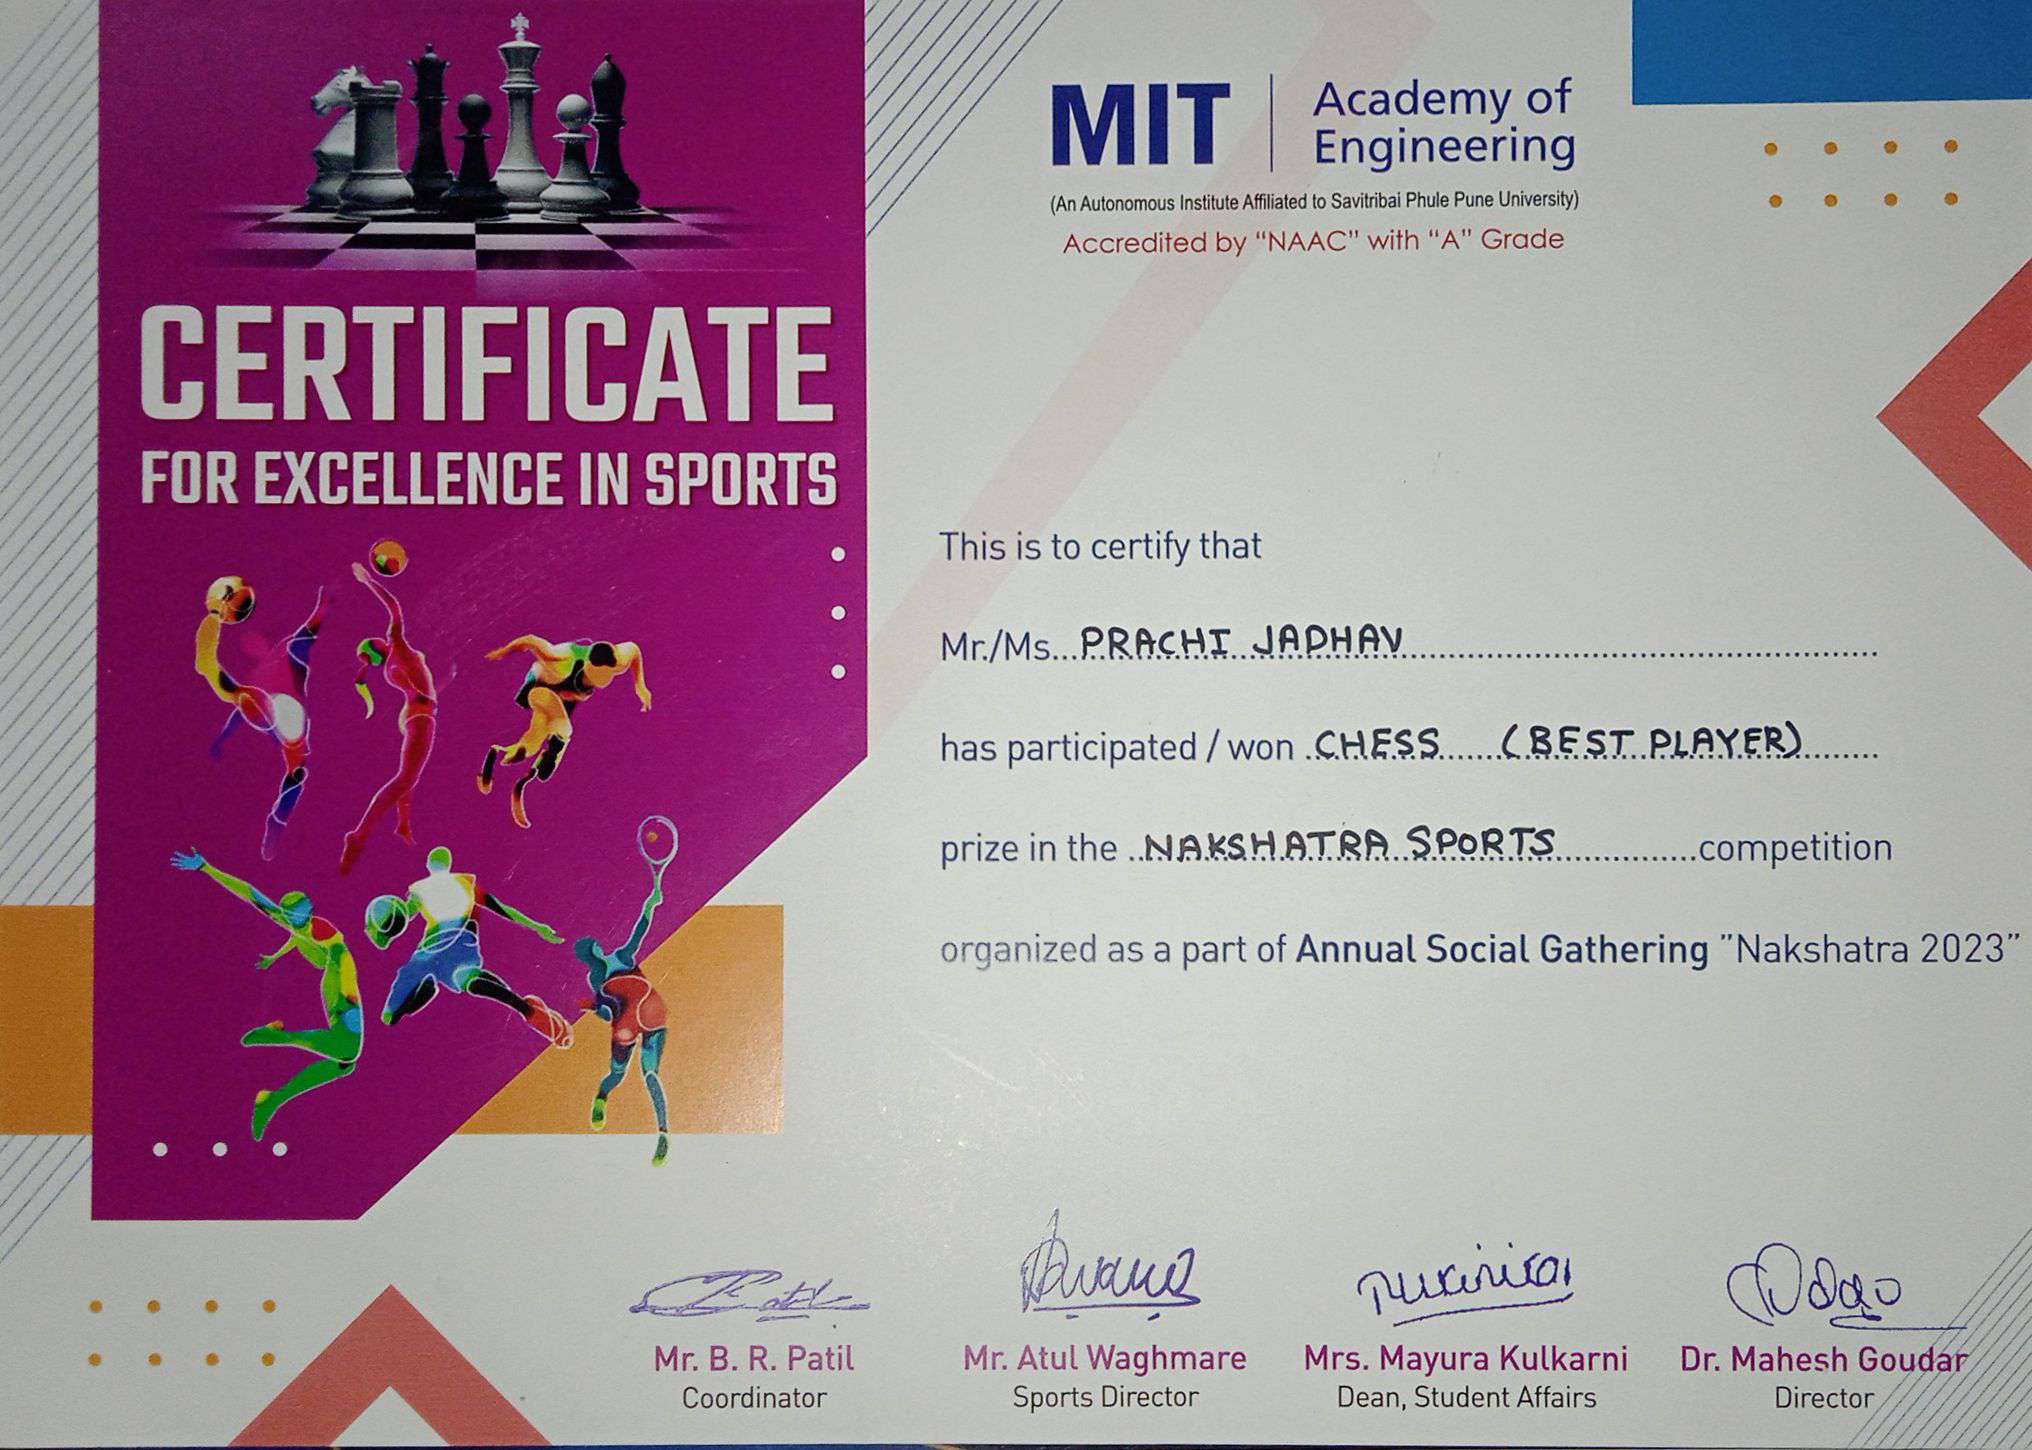 CERTIFICATE
FOR EXCELLENCE IN SPORTS
MIT
Academy of
Engineering
(An Autonomous Institute Affiliated to Savitribai Phule Pune University)
Accredited by “NAAC” with “A” Grade
This is to certify that
Mr./Ms...PRACHI JADHAV
has participated / won CHESS (BEST PLAYER)
prize in the NAKSHATRA SPORTS competition
organized as a part of Annual Social Gathering ”Nakshatra 2023”
Mr. B. R. Patil
Coordinator
Mr. Atul Waghmare
Sports Director
Mrs. Mayura Kulkarni
Dean, Student Affairs
Dr. Mahesh Goudar
Director